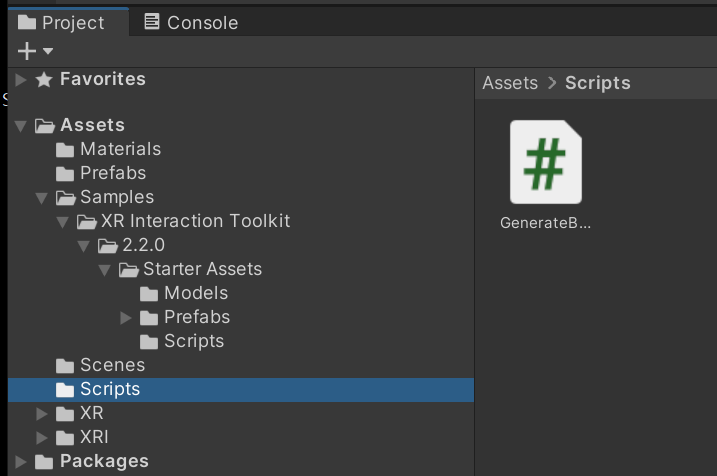 Project
Console
Favorites
Assets
Materials
Prefabs
Samples
XR Interaction Toolkit
2.2.0
Starter Assets
Models
Prefabs
Scripts
Scenes
Scripts
XR
XRI
Packages
Assets > Scripts
#
GenerateB...